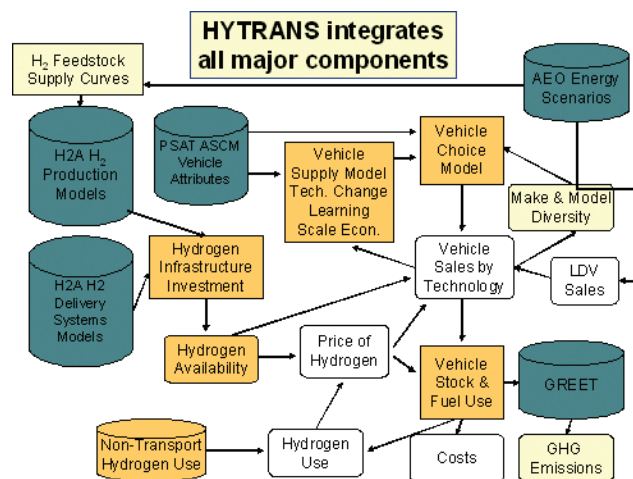 HYTRANS integrates
all major components
H2 Feedstock
Supply Curves
AEO Energy
Scenarios
H2A H2
Production
Models
PSAT ASCM
Vehicle
Attributes
Vehicle
Supply Model
Tech. Change
Learning
Scale Econ.
Vehicle
Choice
Model
Make & Model
Diversity
Hydrogen
Infrastructure
Investment
Vehicle
Sales by
Technology
LDV
Sales
H2A H2
Delivery
Systems
Models
Hydrogen
Availability
Price of
Hydrogen
Vehicle
Stock &
Fuel Use
GREET
Non-Transport
Hydrogen Use
Hydrogen
Use
Costs
GHG
Emissions